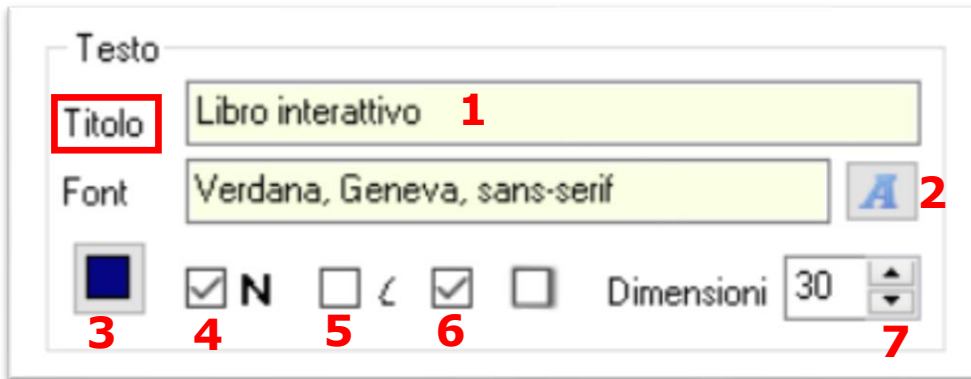 Testo
Titolo Libro interattivo 1
Font Verdana, Geneva, sans-serif A 2
N Dimensioni 30
3 4 5 6 7